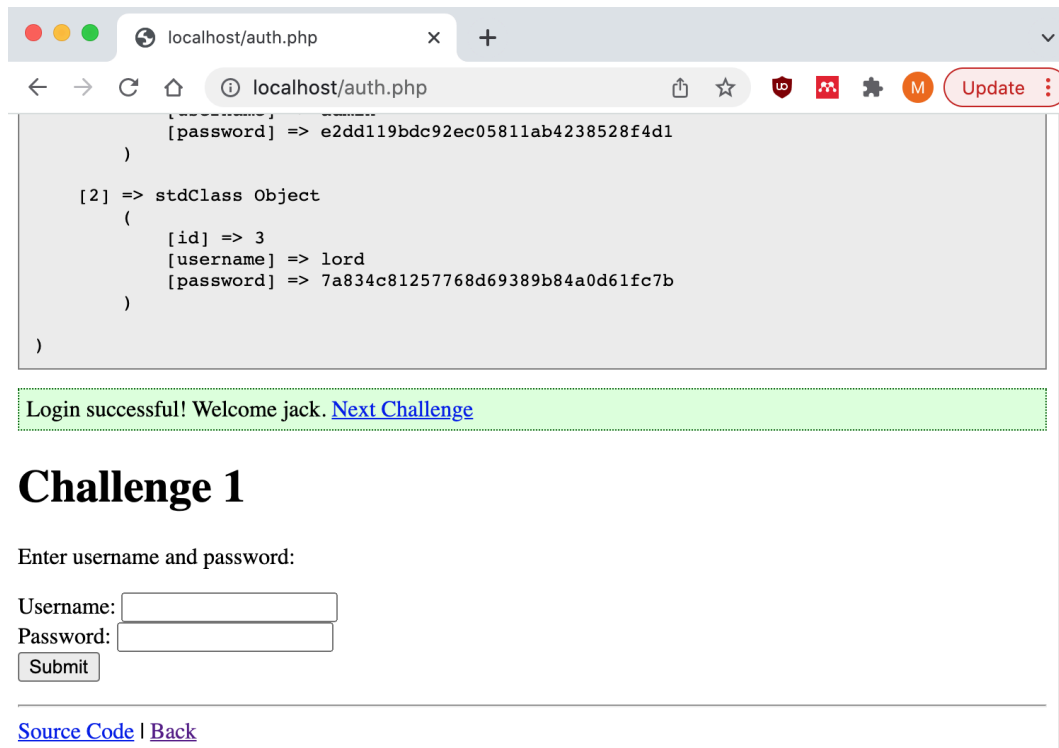 localhost/auth.php
localhost/auth.php
M
Update
[password] => e2dd119bdc92ec05811ab4238528f4d1
)
[2] => stdClass Object
(
[id] => 3
[username] => lord
[password] => 7a834c81257768d69389b84a0d61fc7b
)
)
Login successful! Welcome jack. Next Challenge
Challenge 1
Enter username and password:
Username:
Password:
Submit
Source Code | Back